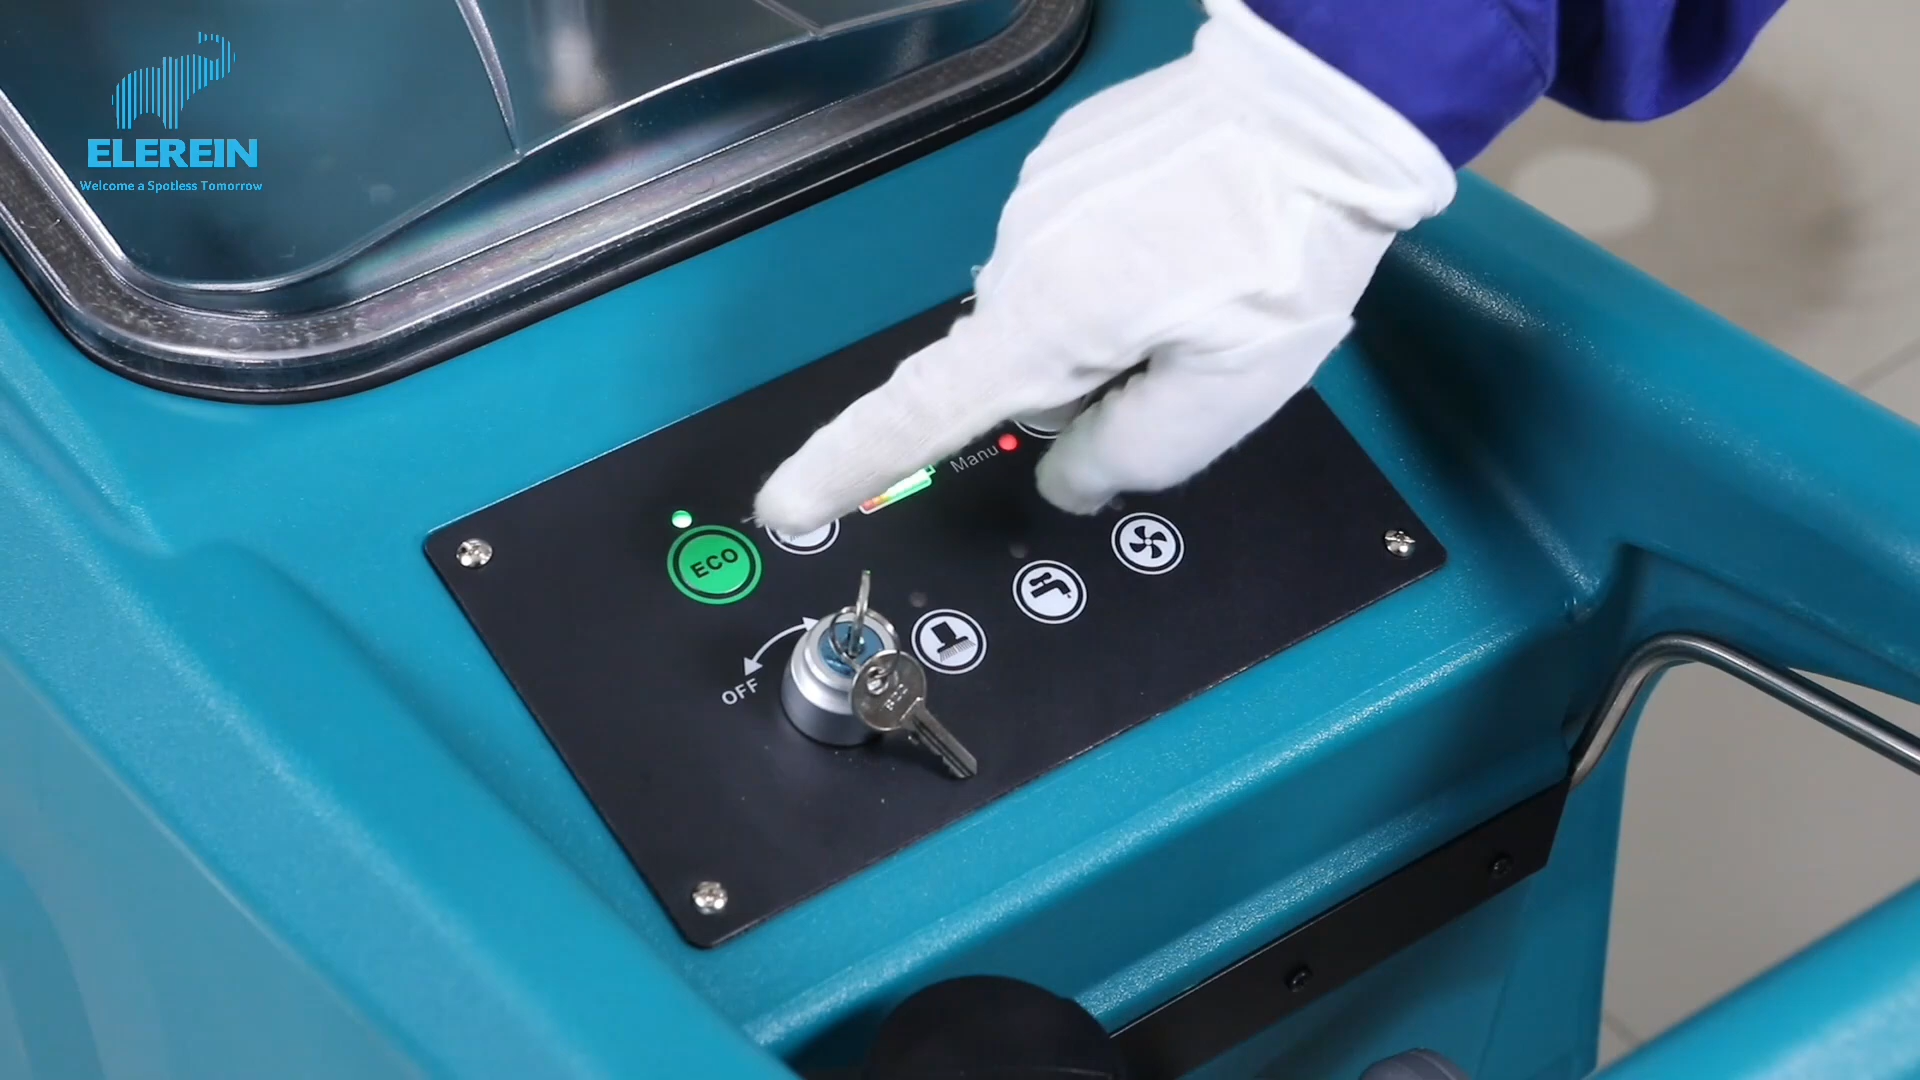 ELEREIN
Welcome a Spotless Tomorrow
Manu
ECO
OFF